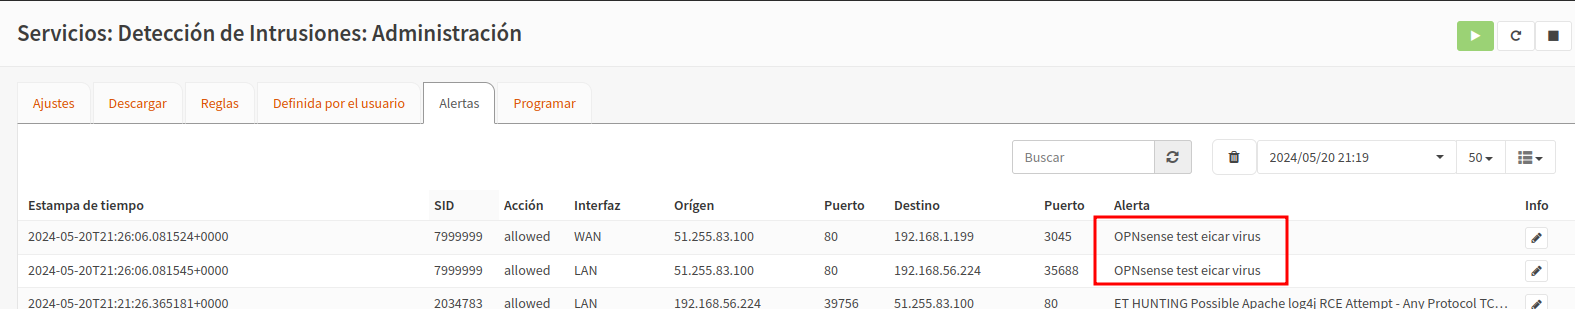 Servicios: Detección de Intrusiones: Administración
Ajustes Descargar Reglas Definida por el usuario Alertas Programar
Buscar 2024/05/20 21:19 50
Estampa de tiempo SID Acción Interfaz Orígen Puerto Destino Puerto Alerta Info
2024-05-20T21:26:06.081524+0000 7999999 allowed WAN 51.255.83.100 80 192.168.1.199 3045 OPNsense test eicar virus
2024-05-20T21:26:06.081545+0000 7999999 allowed LAN 51.255.83.100 80 192.168.56.224 35688 OPNsense test eicar virus
2024-05-20T21:21:26.365181+0000 2034783 allowed LAN 192.168.56.224 39756 51.255.83.100 80 ET HUNTING Possible Apache log4j RCE Attempt - Any Protocol TC...